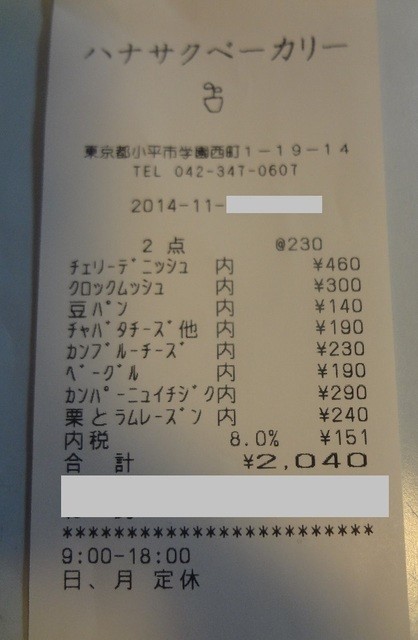 ハナサクベーカリー
東京都小平市学園西町1-19-14
TEL 042-347-0607
2014-11-
2点 @230
チェリーデニッシュ 内 ¥460
クロックムッシュ 内 ¥300
豆パン 内 ¥140
チャバタチーズ他 内 ¥190
カンブルーチーズ 内 ¥230
ベーグル 内 ¥190
カンパーニュイチジク内 ¥290
栗とラムレーズン 内 ¥240
内税 8.0% ¥151
合計 ¥2,040
***********************
9:00-18:00
日、月 定休